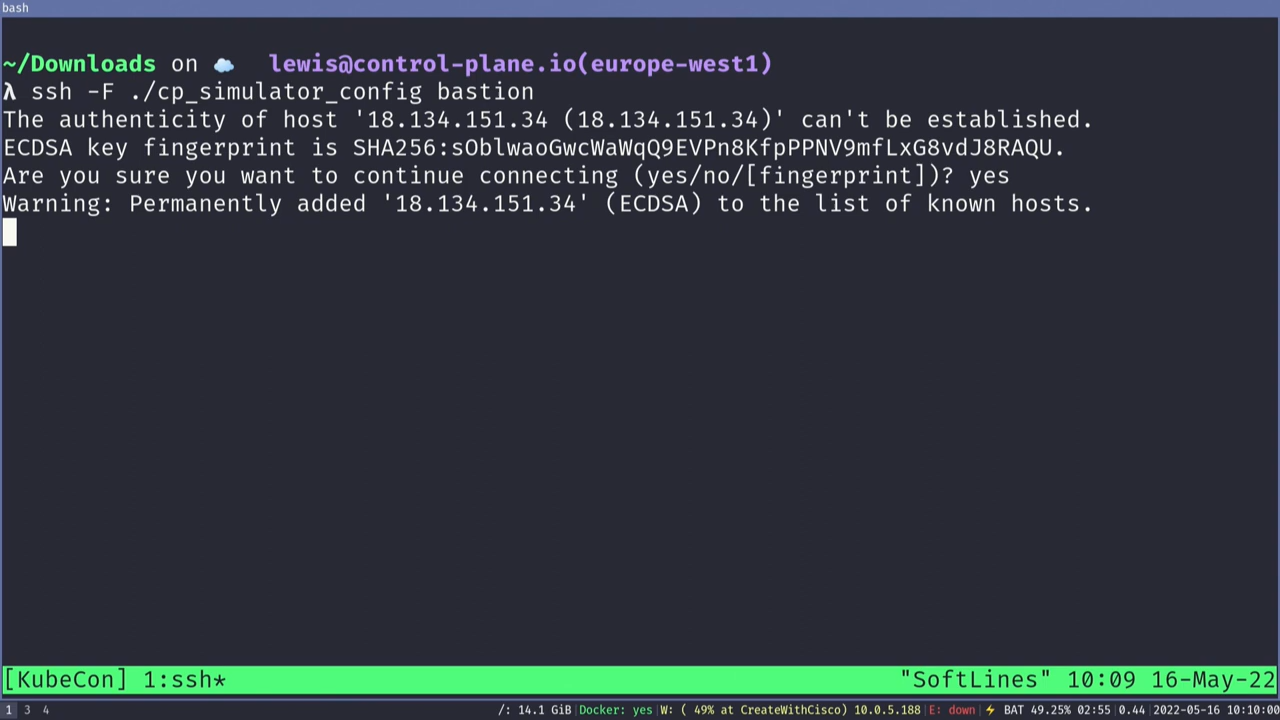 bash
~/Downloads on ☁️ lewis@control-plane.io(europe-west1)
λ ssh -F ./cp_simulator_config bastion
The authenticity of host '18.134.151.34 (18.134.151.34)' can't be established.
ECDSA key fingerprint is SHA256:sOblwaoGwcWaWqQ9EVPn8KfpPPNV9mfLxG8vdJ8RAQU.
Are you sure you want to continue connecting (yes/no/[fingerprint])? yes
Warning: Permanently added '18.134.151.34' (ECDSA) to the list of known hosts.
[KubeCon] 1:ssh* "SoftLines" 10:09 16-May-22
1 3 4 /: 14.1 GiB|Docker: yes|W: ( 49% at CreateWithCisco) 10.0.5.188|E: down|⚡ BAT 49.25% 02:55|0.44|2022-05-16 10:10:00